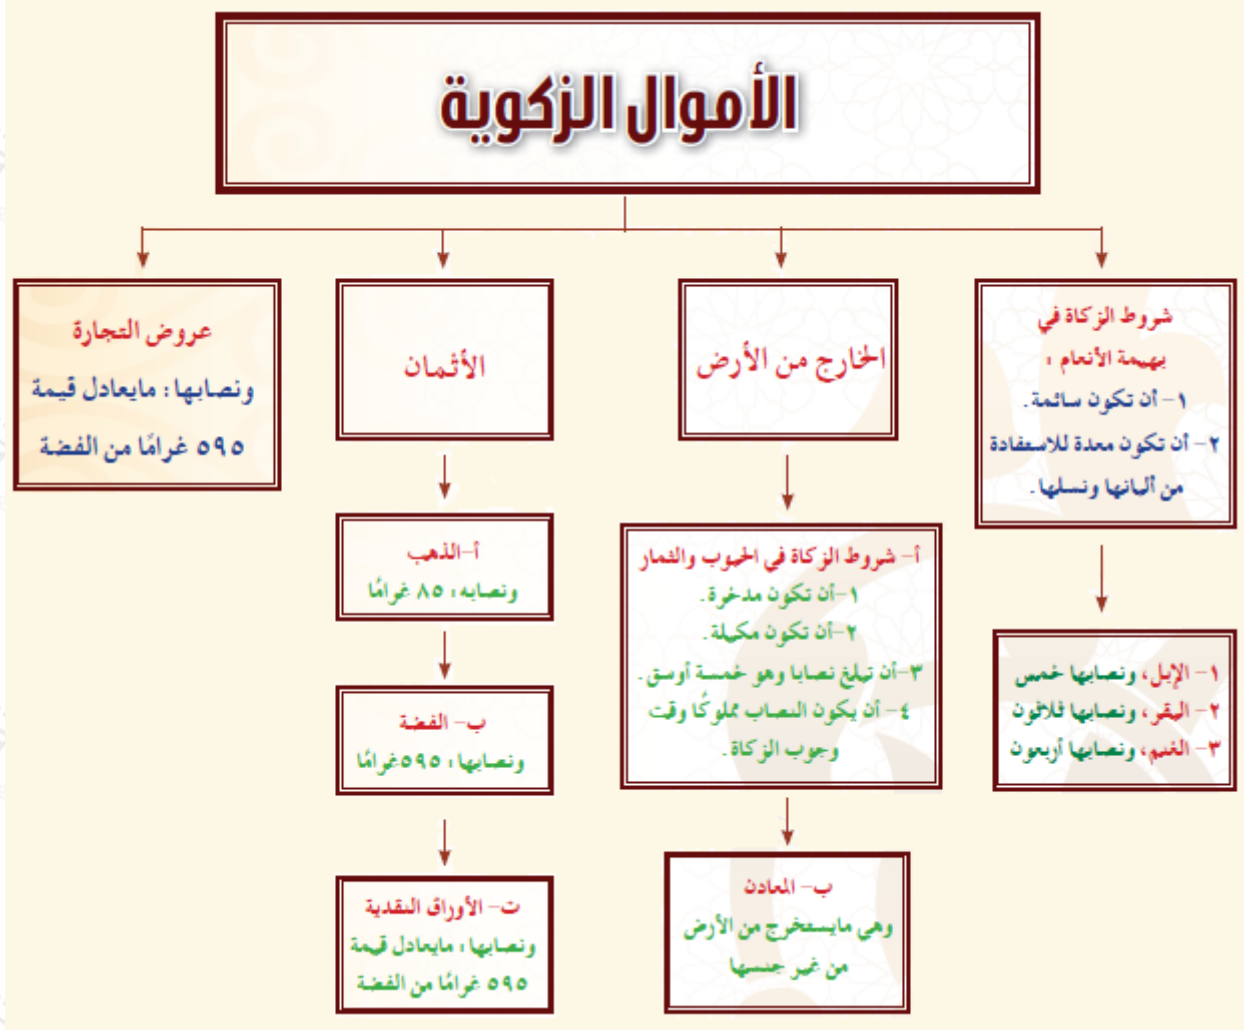 الأموال الزكوية
شروط الزكاة في
بهيمة الأنعام :
١- أن تكون سائمة.
٢- أن تكون معدة للاستفادة
من ألبانها ونسلها.
١- الإبل، ونصابها خمس
٢- البقر، ونصابها ثلاثون
٣- الغنم، ونصابها أربعون
الخارج من الأرض
أ- شروط الزكاة في الحبوب والثمار
١-أن تكون مدخرة.
٢-أن تكون مكيلة.
٣-أن تبلغ نصابا وهو خمسة أوسق.
٤- أن يكون النصاب مملوكًا وقت
وجوب الزكاة.
ب- المعادن
وهي مايستخرج من الأرض
من غير جنسها
الأثمان
أ-الذهب
ونصابه: ٨٥ غرامًا
ب- الفضة
ونصابها: ٥٩٥غرامًا
ت- الأوراق النقدية
ونصابها: مايعادل قيمة
٥٩٥ غرامًا من الفضة
عروض التجارة
ونصابها: مايعادل قيمة
٥٩٥ غرامًا من الفضة